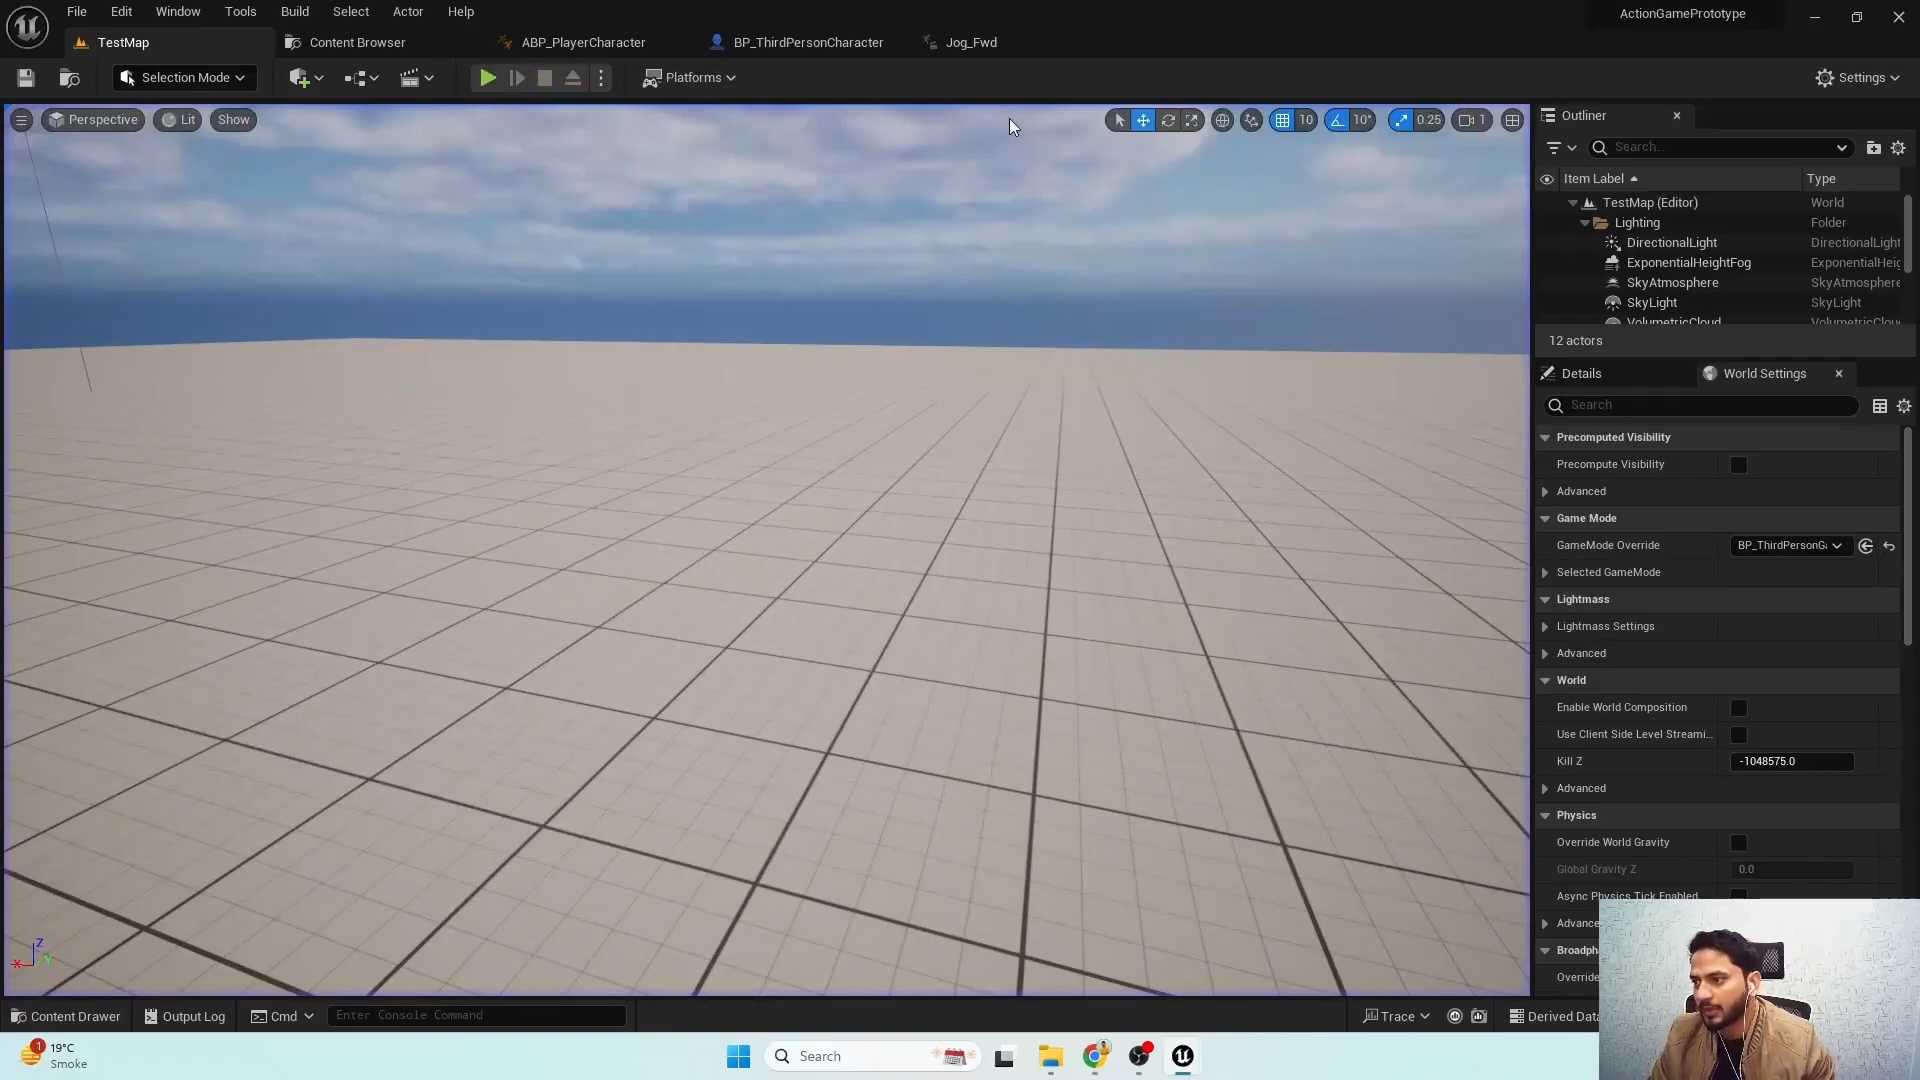 File Edit Window Tools Build Select Actor Help
ActionGamePrototype
TestMap
Content Browser
ABP_PlayerCharacter
BP_ThirdPersonCharacter
Jog_Fwd
Selection Mode
Platforms
Settings
Perspective
Lit
Show
10
10°
0.25
1
Outliner
Search...
Item Label
Type
TestMap (Editor) World
Lighting Folder
DirectionalLight DirectionalLight
ExponentialHeightFog ExponentialHeig
SkyAtmosphere SkyAtmosphere
SkyLight SkyLight
VolumetricCloud VolumetricClou
12 actors
Details
World Settings
Search
Precomputed Visibility
Precompute Visibility
Advanced
Game Mode
GameMode Override BP_ThirdPersonG
Selected GameMode
Lightmass
Lightmass Settings
Advanced
World
Enable World Composition
Use Client Side Level Streami...
Kill Z -1048575.0
Advanced
Physics
Override World Gravity
Global Gravity Z 0.0
Async Physics Tick Enabled
Advance
Broadph
Override
Z
X
Y
Content Drawer
Output Log
Cmd
Enter Console Command
Trace
Derived Data
1
19°C
Smoke
Search